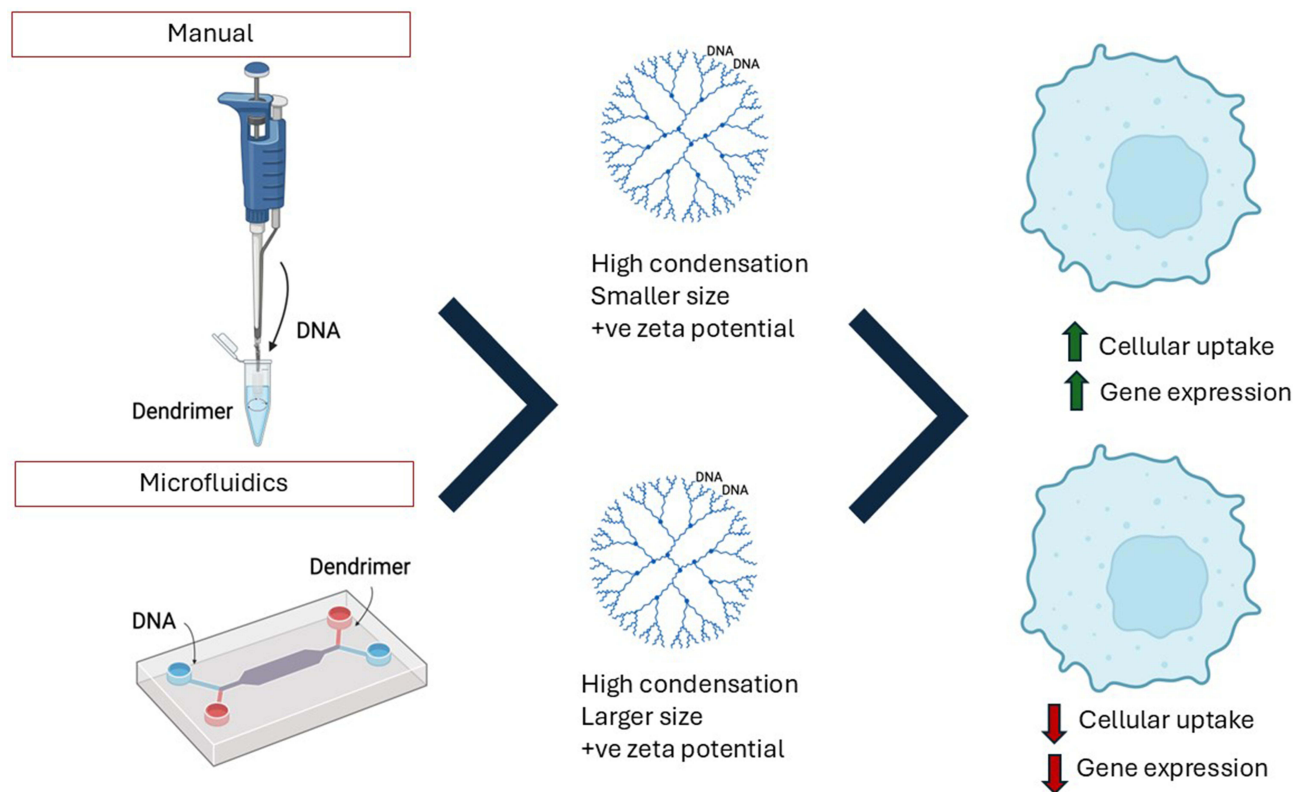 Manual
DNA
Dendrimer
DNA
DNA
High condensation
Smaller size
+ve zeta potential
Cellular uptake
Gene expression
Microfluidics
Dendrimer
DNA
DNA
DNA
High condensation
Larger size
+ve zeta potential
Cellular uptake
Gene expression